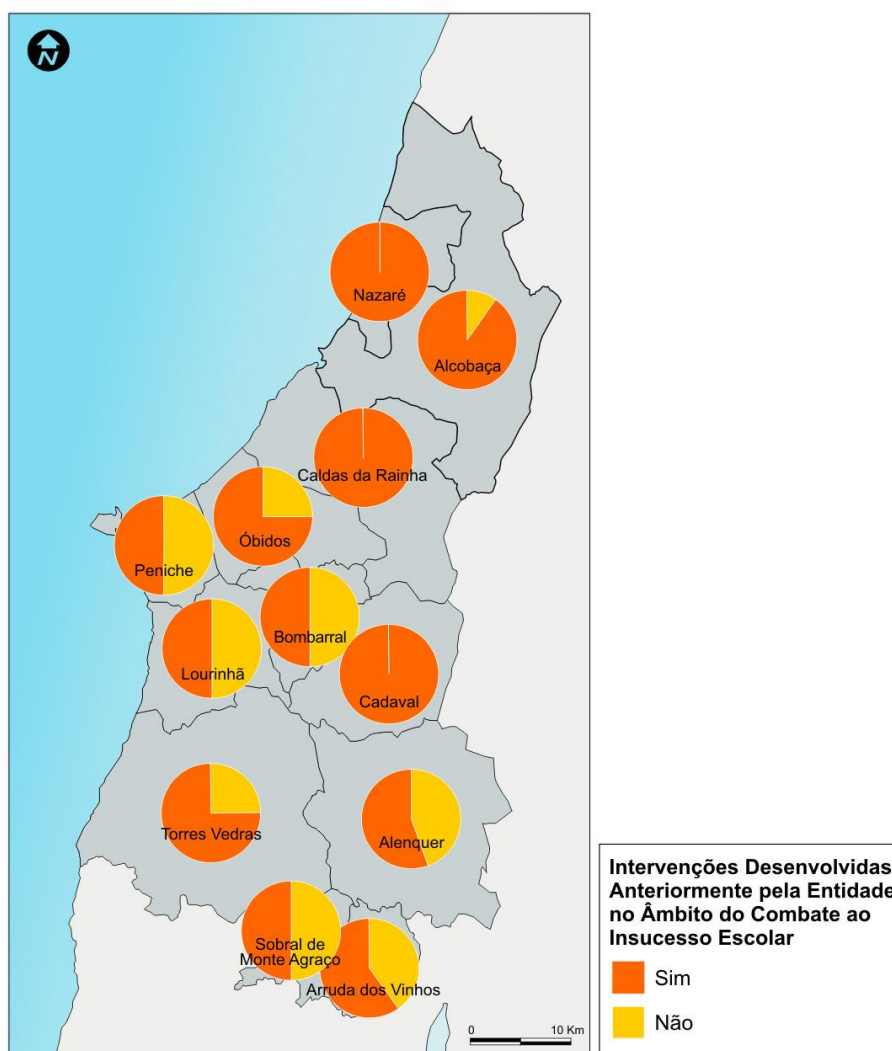 N
Nazaré
Alcobaça
Caldas da Rainha
Óbidos
Peniche
Bombarral
Lourinhã
Cadaval
Torres Vedras
Alenquer
Sobral de
Monte Agraço
Arruda dos Vinhos
0 10 Km
Intervenções Desenvolvidas
Anteriormente pela Entidade
no Âmbito do Combate ao
Insucesso Escolar
Sim
Não